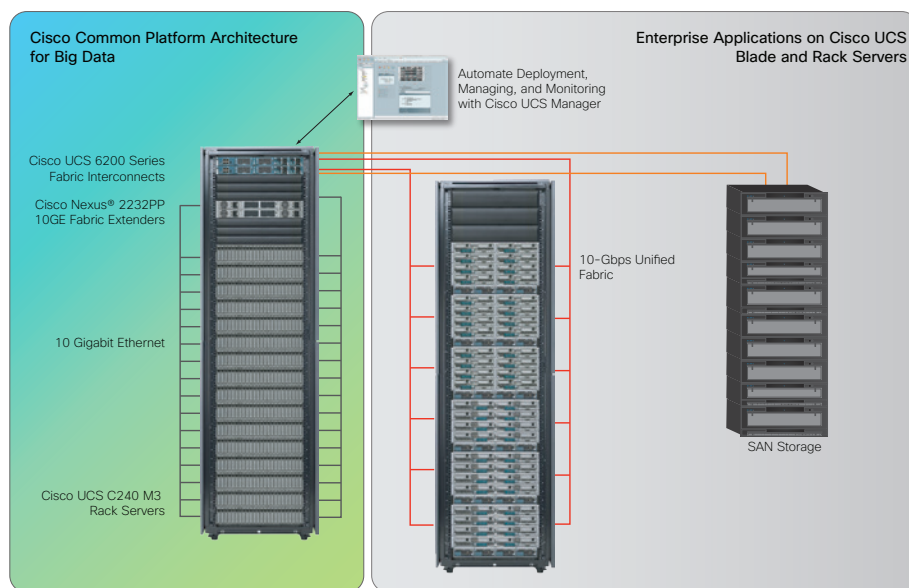 Cisco Common Platform Architecture
for Big Data
Enterprise Applications on Cisco UCS
Blade and Rack Servers
Automate Deployment,
Managing, and Monitoring
with Cisco UCS Manager
Cisco UCS 6200 Series
Fabric Interconnects
Cisco Nexus® 2232PP
10GE Fabric Extenders
10-Gbps Unified
Fabric
10 Gigabit Ethernet
SAN Storage
Cisco UCS C240 M3
Rack Servers